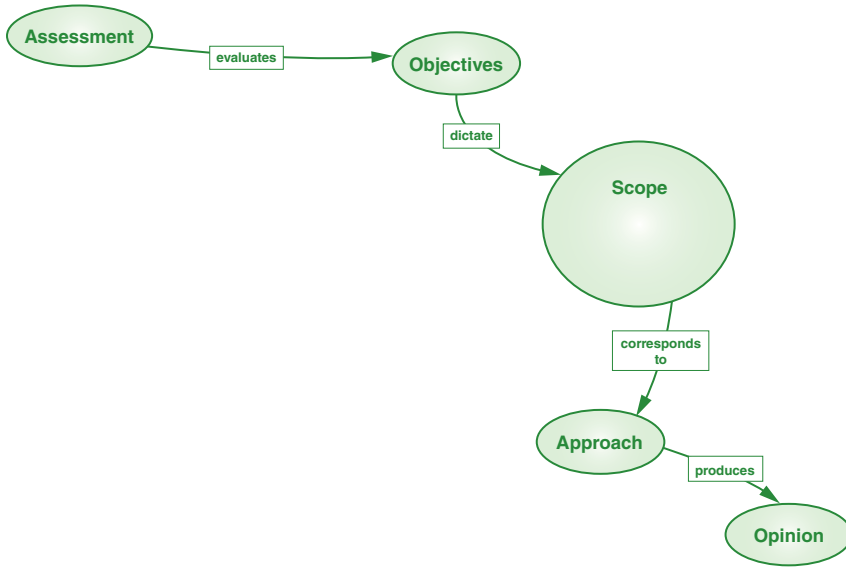 Assessment
evaluates
Objectives
dictate
Scope
corresponds
to
Approach
produces
Opinion